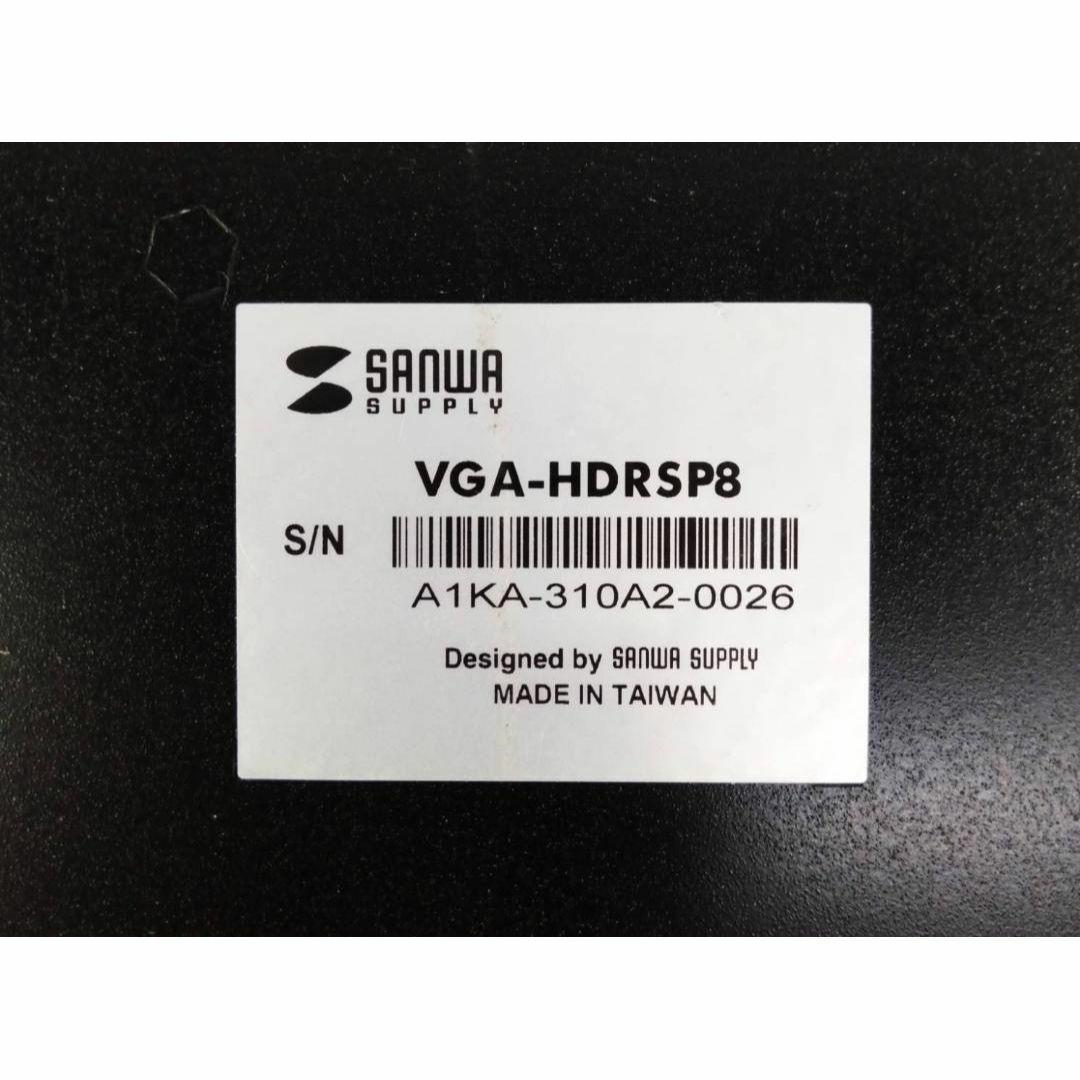 SANWA
SUPPLY
VGA-HDRSP8
S/N
A1KA-310A2-0026
Designed by SANWA SUPPLY
MADE IN TAIWAN